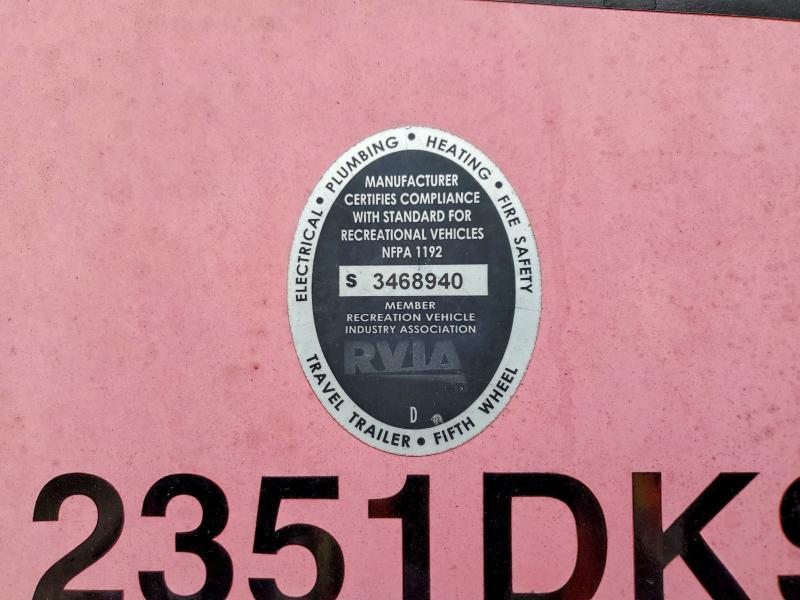 ELECTRICAL • PLUMBING • HEATING • FIRE SAFETY
MANUFACTURER
CERTIFIES COMPLIANCE
WITH STANDARD FOR
RECREATIONAL VEHICLES
NFPA 1192
S 3468940
MEMBER
RECREATION VEHICLE
INDUSTRY ASSOCIATION
RVIA
D
TRAVEL TRAILER • FIFTH WHEEL
2351DKS